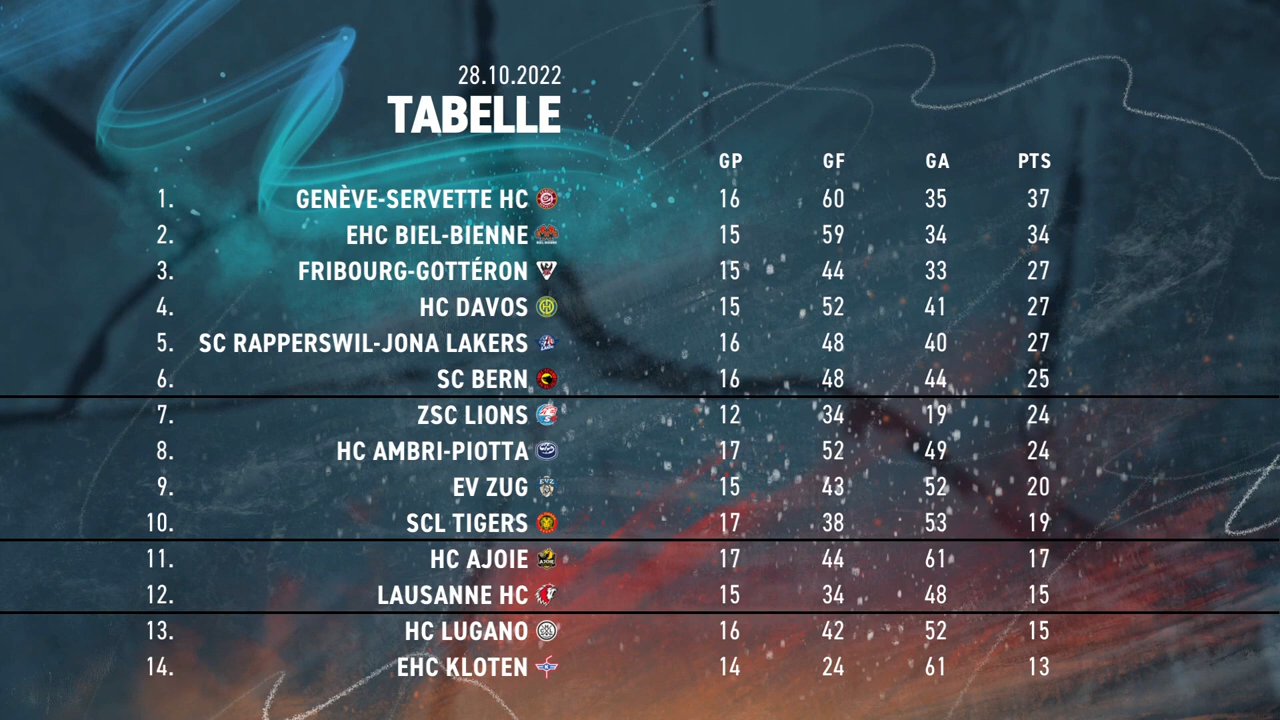 28.10.2022
TABELLE
GP GF GA PTS
1. GENÈVE-SERVETTE HC 16 60 35 37
2. EHC BIEL-BIENNE 15 59 34 34
3. FRIBOURG-GOTTÉRON 15 44 33 27
4. HC DAVOS 15 52 41 27
5. SC RAPPERSWIL-JONA LAKERS 16 48 40 27
6. SC BERN 16 48 44 25
7. ZSC LIONS 12 34 19 24
8. HC AMBRI-PIOTTA 17 52 49 24
9. EV ZUG 15 43 52 20
10. SCL TIGERS 17 38 53 19
11. HC AJOIE 17 44 61 17
12. LAUSANNE HC 15 34 48 15
13. HC LUGANO 16 42 52 15
14. EHC KLOTEN 14 24 61 13